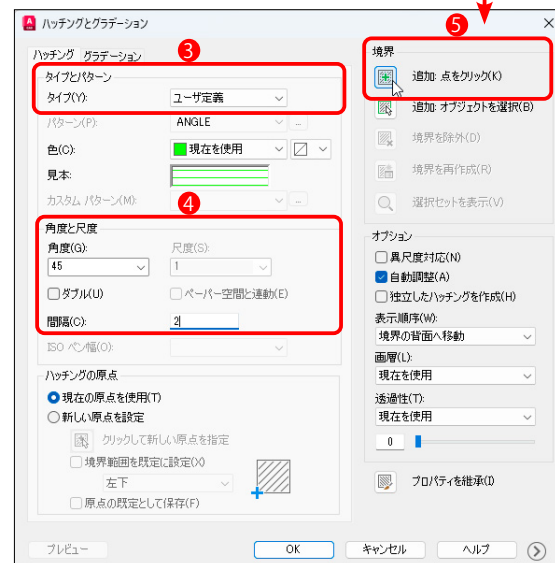 ハッチングとグラデーション
ハッチング グラデーション
③
タイプとパターン
タイプ(Y): ユーザ定義
パターン(P): ANGLE ...
色(C): 現在を使用
見本:
カスタム パターン(M): ...
④
角度と尺度
角度(G): 尺度(S):
45 1
ダブル(U) ペーパー空間と連動(E)
間隔(C): 2
ISO ペン幅(O):
ハッチングの原点
現在の原点を使用(T)
新しい原点を設定
クリックして新しい原点を指定
境界範囲を既定に設定(X)
左下
原点の既定として保存(F)
プレビュー
⑤
境界
追加: 点をクリック(K)
追加: オブジェクトを選択(B)
境界を除外(D)
境界を再作成(R)
選択セットを表示(V)
オプション
異尺度対応(N)
自動調整(A)
独立したハッチングを作成(H)
表示順序(W):
境界の背面へ移動
画層(L):
現在を使用
透過性(T):
現在を使用
0
プロパティを継承(I)
OK キャンセル ヘルプ